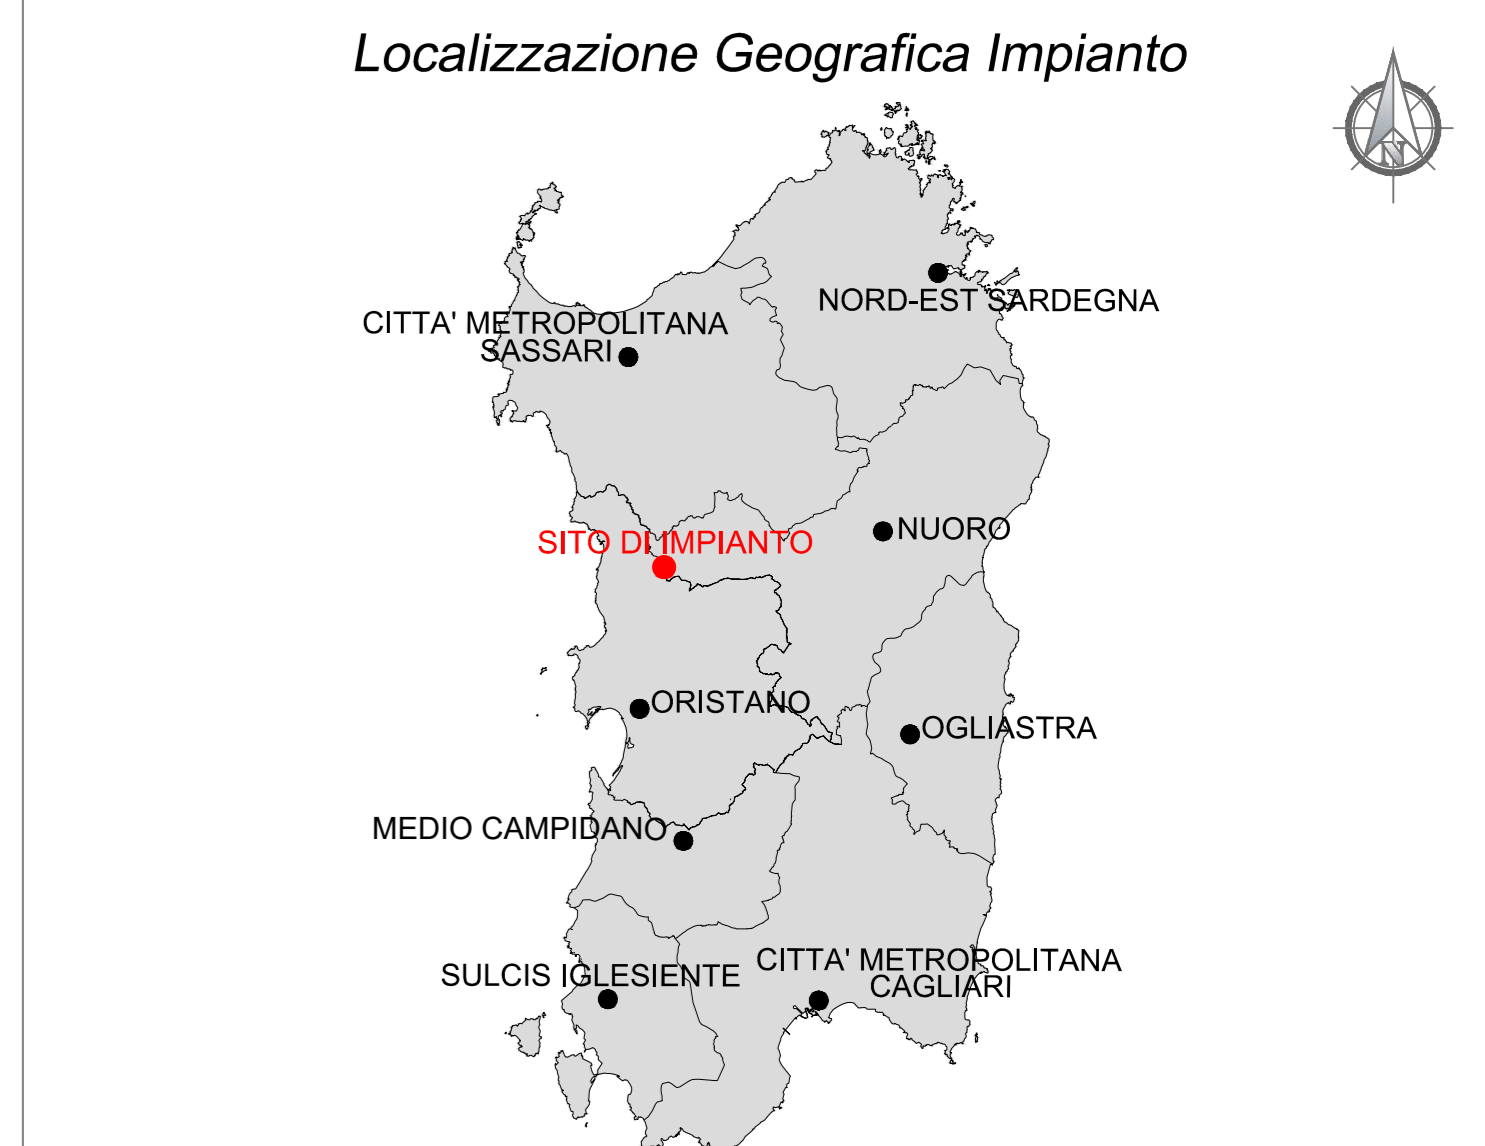 Localizzazione Geografica Impianto
N
NORD-EST SARDEGNA
CITTA' METROPOLITANA
SASSARI
NUORO
SITO DI IMPIANTO
ORISTANO
OGLIASTRA
MEDIO CAMPIDANO
CITTA' METROPOLITANA
CAGLIARI
SULCIS IGLESIENTE